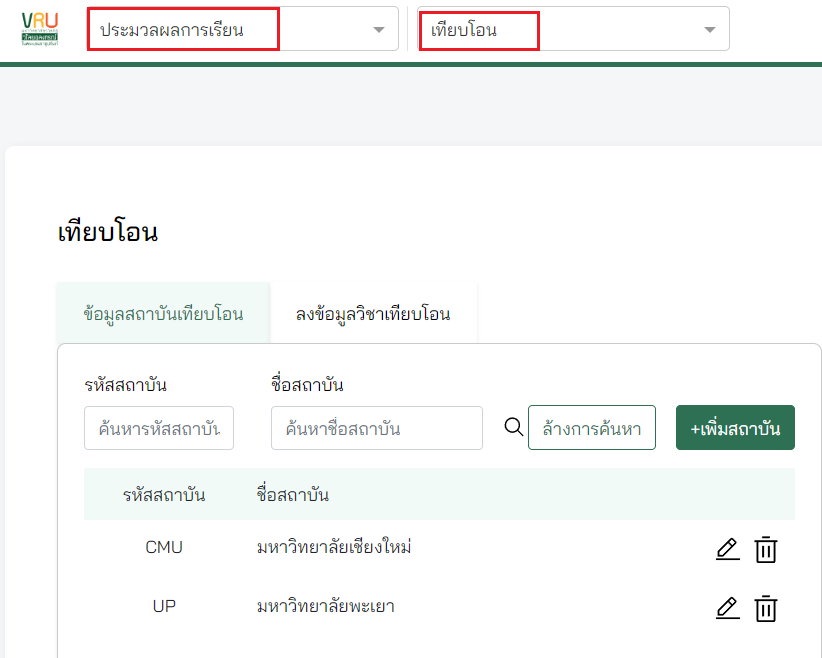 VRU
ประมวลผลการเรียน
เทียบโอน
เทียบโอน
ข้อมูลสถาบันเทียบโอน
ลงข้อมูลวิชาเทียบโอน
รหัสสถาบัน
ชื่อสถาบัน
ค้นหารหัสสถาบัน
ค้นหาชื่อสถาบัน
ล้างการค้นหา
+เพิ่มสถาบัน
รหัสสถาบัน ชื่อสถาบัน
CMU มหาวิทยาลัยเชียงใหม่
UP มหาวิทยาลัยพะเยา